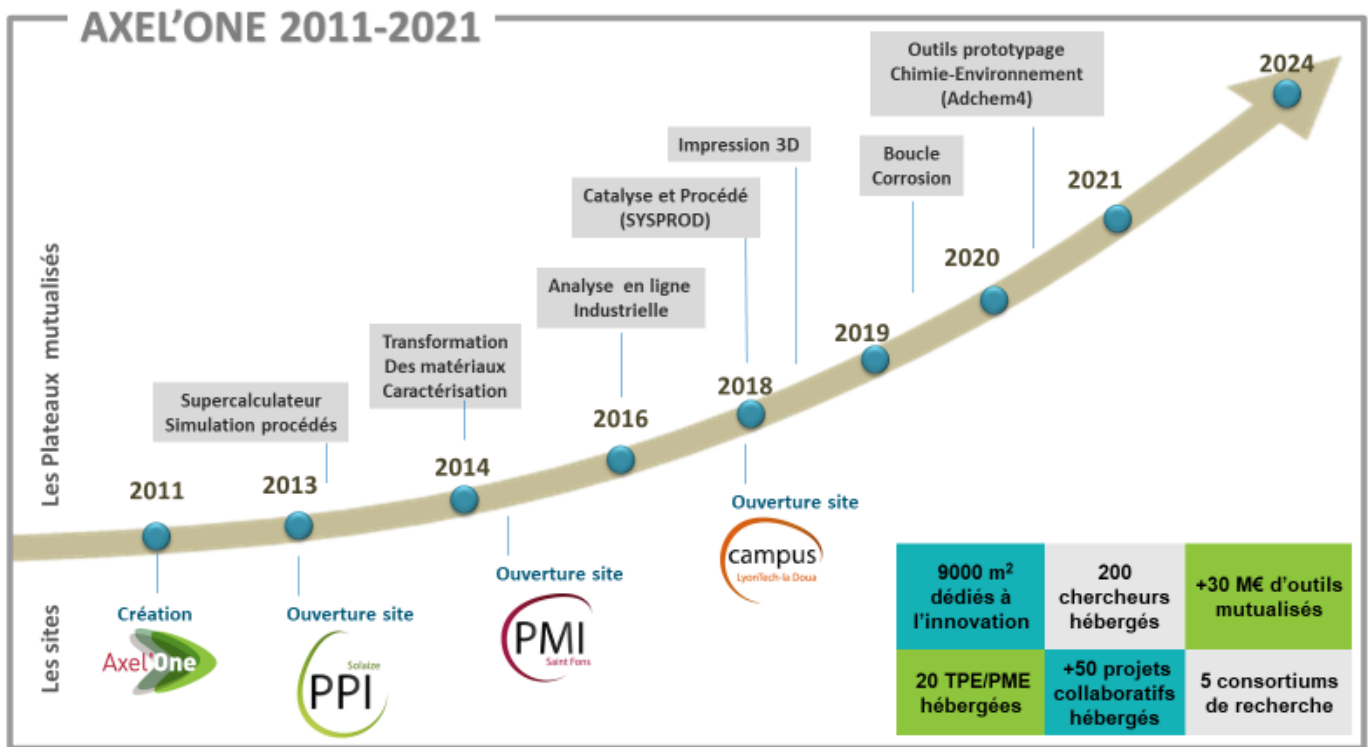 AXEL'ONE 2011-2021
Les Plateaux mutualisés
Les sites
Outils prototypage
Chimie-Environnement
(Adchem4)
2024
Impression 3D
Boucle
Corrosion
2021
Catalyse et Procédé
(SYSPROD)
2020
Analyse en ligne
Industrielle
Transformation
Des matériaux
Caractérisation
2019
2018
Supercalculateur
Simulation procédés
2016
2014
2013
2011
Création
Axel'One
Ouverture site
Solaize
PPI
Ouverture site
PMI
Saint Fons
Ouverture site
campus
LyonTech-la Doua
9000 m²
dédiés à
l'innovation
200
chercheurs
hébergés
+30 M€ d'outils
mutualisés
20 TPE/PME
hébergées
+50 projets
collaboratifs
hébergés
5 consortiums
de recherche